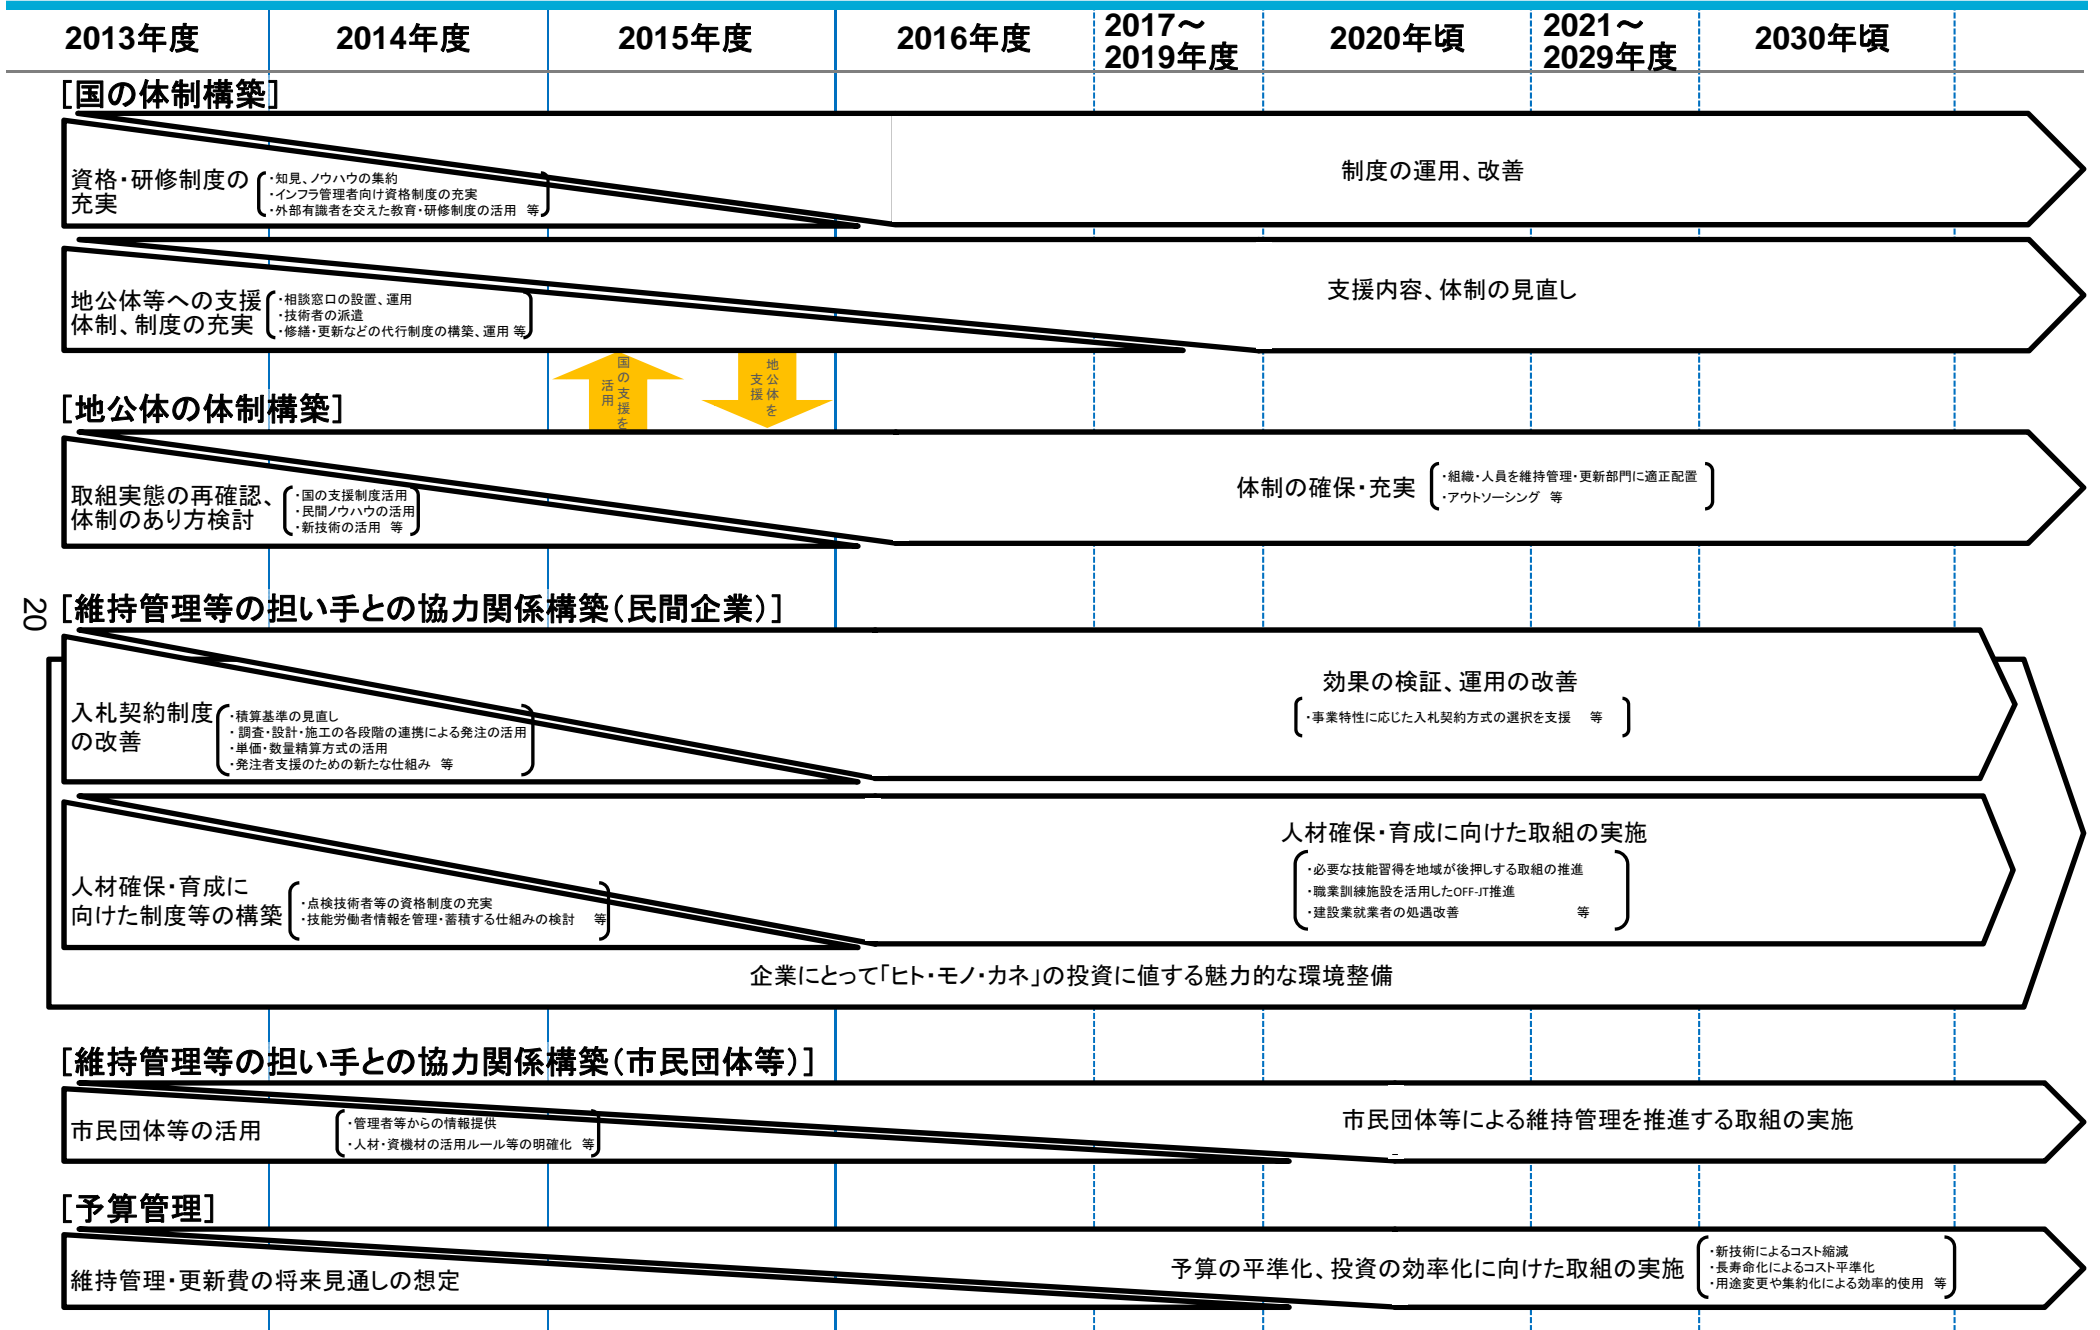 2013年度
2014年度
2015年度
2016年度
2017～
2019年度
2020年頃
2021～
2029年度
2030年頃
［国の体制構築］
資格・研修制度の
充実
・知見、ノウハウの集約
・インフラ管理者向け資格制度の充実
・外部有識者を交えた教育・研修制度の活用　等
制度の運用、改善
地公体等への支援
体制、制度の充実
・相談窓口の設置、運用
・技術者の派遣
・修繕・更新などの代行制度の構築、運用 等
支援内容、体制の見直し
国の支援を
活用
地公体を
支援
［地公体の体制構築］
取組実態の再確認、
体制のあり方検討
・国の支援制度活用
・民間ノウハウの活用
・新技術の活用　等
体制の確保・充実
・組織・人員を維持管理・更新部門に適正配置
・アウトソーシング　等
20
［維持管理等の担い手との協力関係構築（民間企業）］
入札契約制度
の改善
・積算基準の見直し
・調査・設計・施工の各段階の連携による発注の活用
・単価・数量精算方式の活用
・発注者支援のための新たな仕組み　等
効果の検証、運用の改善
・事業特性に応じた入札契約方式の選択を支援　等
人材確保・育成に
向けた制度等の構築
・点検技術者等の資格制度の充実
・技能労働者情報を管理・蓄積する仕組みの検討　等
人材確保・育成に向けた取組の実施
・必要な技能習得を地域が後押しする取組の推進
・職業訓練施設を活用したOFF-JT推進
・建設業就業者の処遇改善　等
企業にとって「ヒト・モノ・カネ」の投資に値する魅力的な環境整備
［維持管理等の担い手との協力関係構築（市民団体等）］
市民団体等の活用
・管理者等からの情報提供
・人材・資機材の活用ルール等の明確化　等
市民団体等による維持管理を推進する取組の実施
［予算管理］
維持管理・更新費の将来見通しの想定
予算の平準化、投資の効率化に向けた取組の実施
・新技術によるコスト縮減
・長寿命化によるコスト平準化
・用途変更や集約化による効率的使用　等